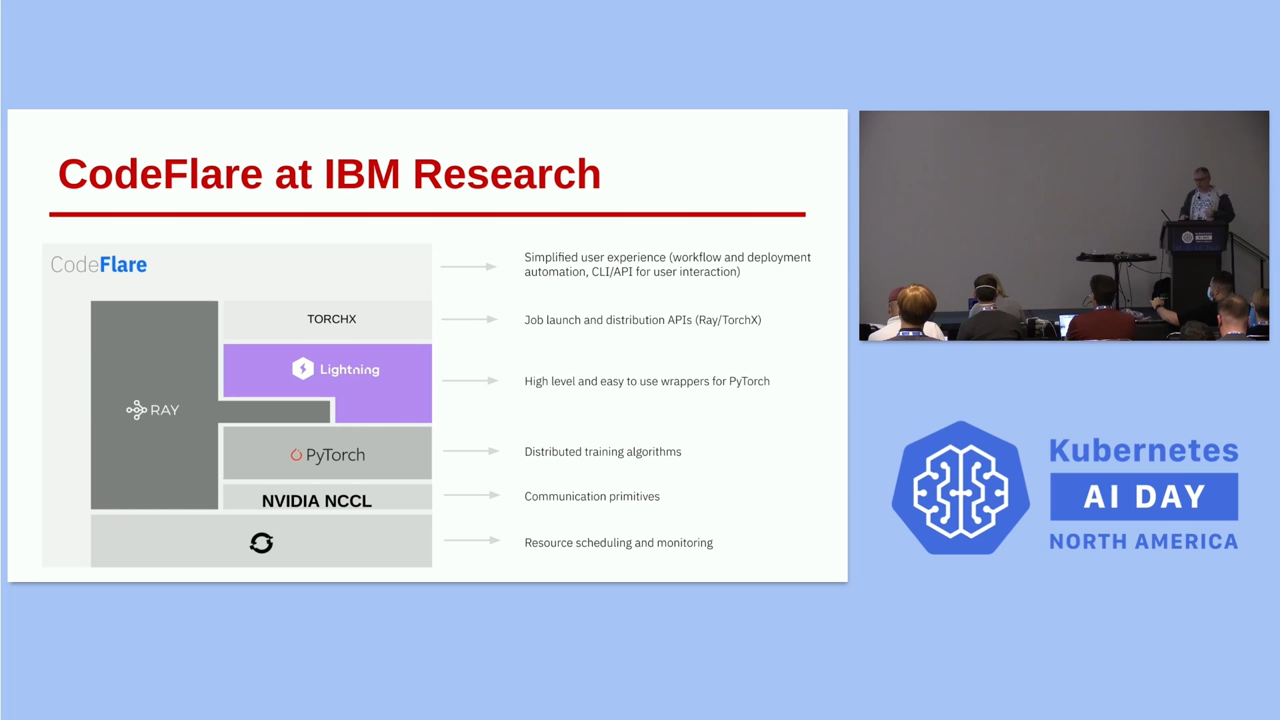 CodeFlare at IBM Research
CodeFlare
Simplified user experience (workflow and deployment
automation, CLI/API for user interaction)
TORCHX
Job launch and distribution APIs (Ray/TorchX)
Lightning
High level and easy to use wrappers for PyTorch
RAY
PyTorch
Distributed training algorithms
NVIDIA NCCL
Communication primitives
Resource scheduling and monitoring
Kubernetes
AI DAY
NORTH AMERICA